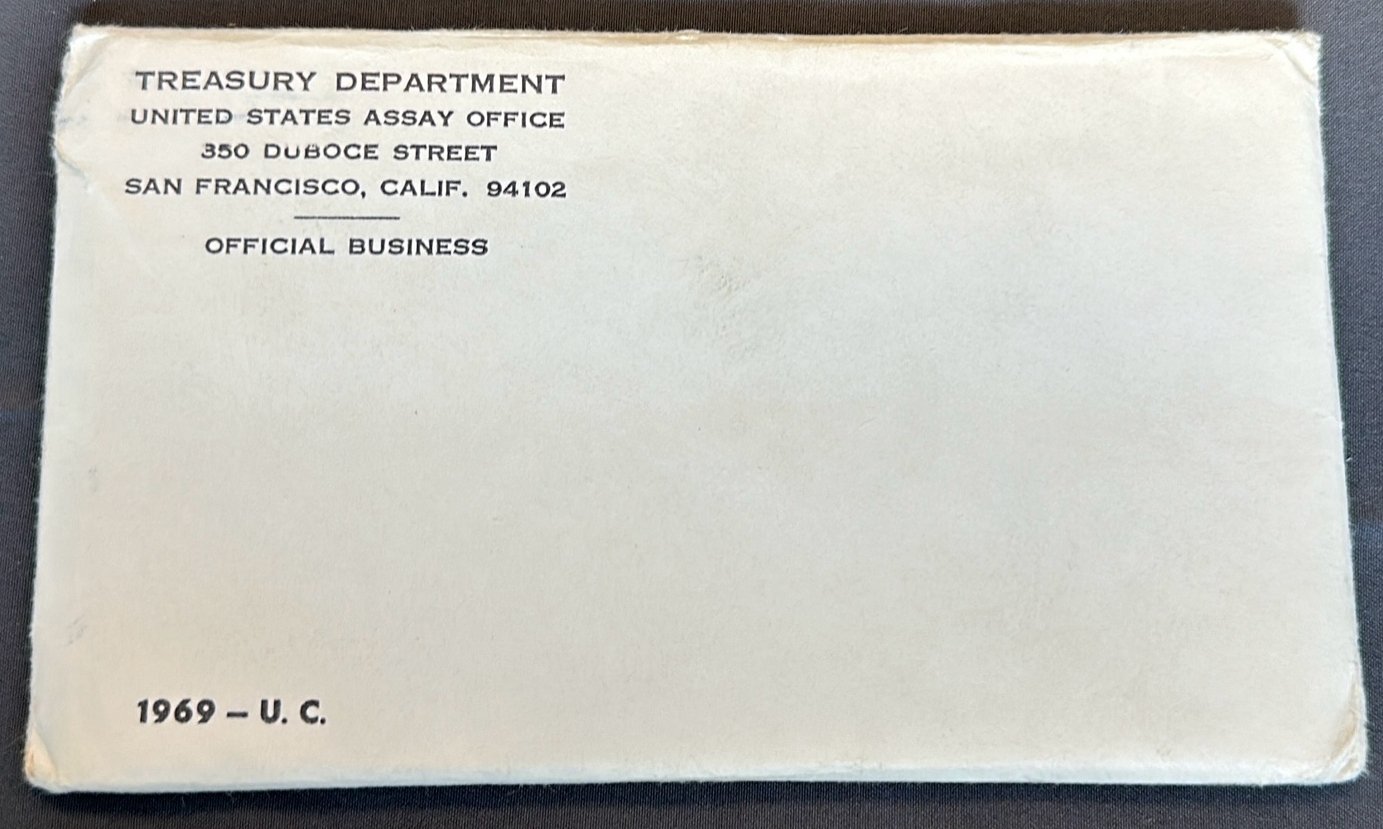 TREASURY DEPARTMENT
UNITED STATES ASSAY OFFICE
350 DUBOCE STREET
SAN FRANCISCO, CALIF. 94102
OFFICIAL BUSINESS
1969 – U. C.